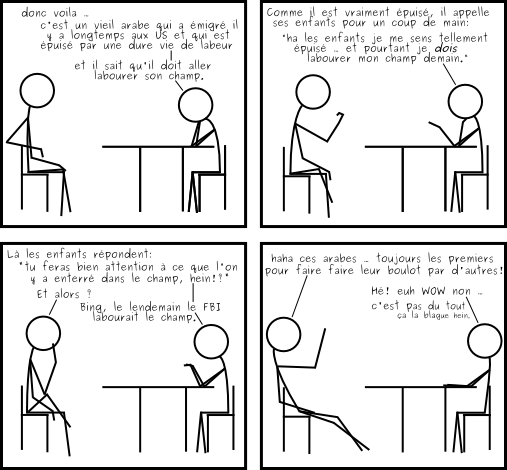 donc voila ...
c'est un vieil arabe qui a émigré il
y a longtemps aux US et qui est
épuisé par une dure vie de labeur
et il sait qu'il doit aller
labourer son champ.
Comme il est vraiment épuisé, il appelle
ses enfants pour un coup de main:
"ha les enfants je me sens tellement
épuisé ... et pourtant je dois
labourer mon champ demain."
Là les enfants répondent:
"tu feras bien attention à ce que l'on
y a enterré dans le champ, hein!?"
Et alors ?
Bing, le lendemain le FBI
labourait le champ.
haha ces arabes ... toujours les premiers
pour faire faire leur boulot par d'autres!
Hé! euh WOW non ...
c'est pas du tout
ça la blague hein.